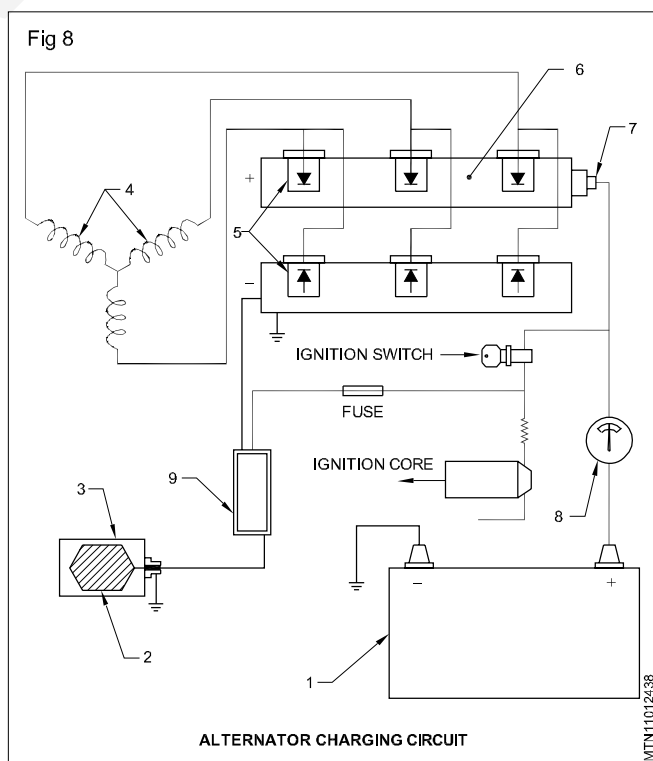 Fig 8
6
7
4
+
5
−
IGNITION SWITCH
FUSE
IGNITION CORE
9
8
3
2
− +
1
ALTERNATOR CHARGING CIRCUIT
MTN11012438